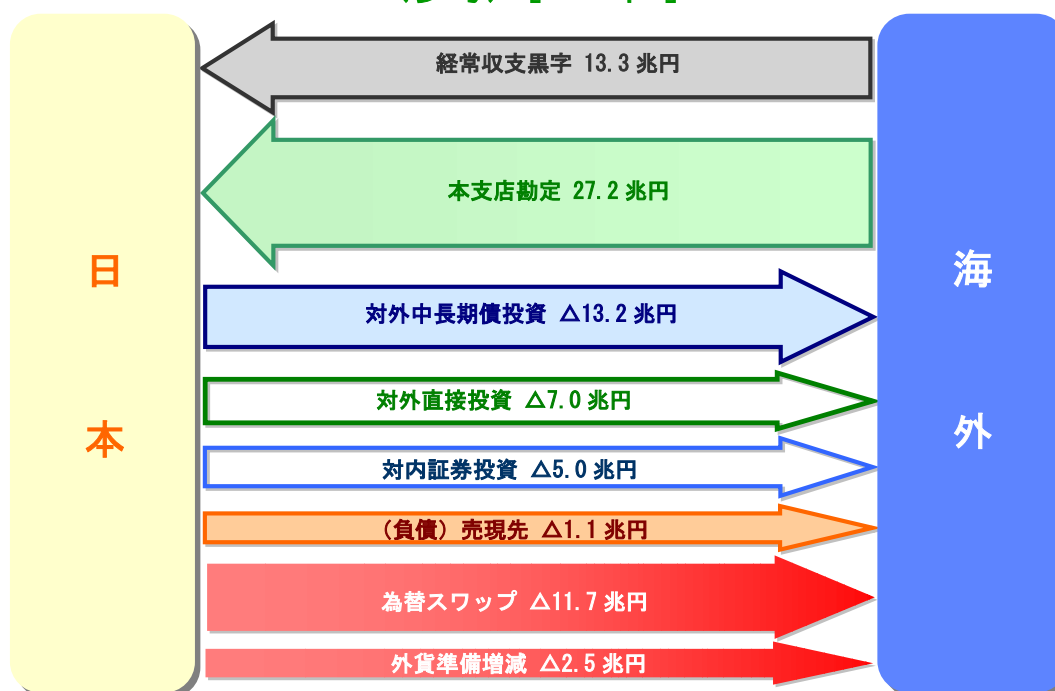 経常収支黒字 13.3 兆円
本支店勘定 27.2 兆円
日本
海外
対外中長期債投資 △13.2 兆円
対外直接投資 △7.0 兆円
対内証券投資 △5.0 兆円
（負債）売現先 △1.1 兆円
為替スワップ △11.7 兆円
外貨準備増減 △2.5 兆円